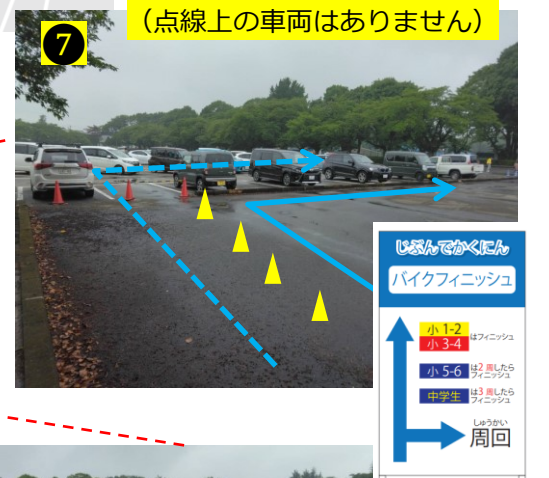 （点線上の車両はありません）
7
じぶんでかくにん
バイクフィニッシュ
小 1-2
小 3-4
はフィニッシュ
小 5-6
は2 周したら
フィニッシュ
中学生
は3 周したら
フィニッシュ
しゅうかい
周回